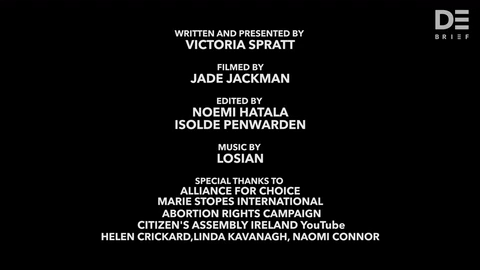 DE
BRIEF
WRITTEN AND PRESENTED BY
VICTORIA SPRATT
FILMED BY
JADE JACKMAN
EDITED BY
NOEMI HATALA
ISOLDE PENWARDEN
MUSIC BY
LOSIAN
SPECIAL THANKS TO
ALLIANCE FOR CHOICE
MARIE STOPES INTERNATIONAL
ABORTION RIGHTS CAMPAIGN
CITIZEN'S ASSEMBLY IRELAND YouTube
HELEN CRICKARD,LINDA KAVANAGH, NAOMI CONNOR